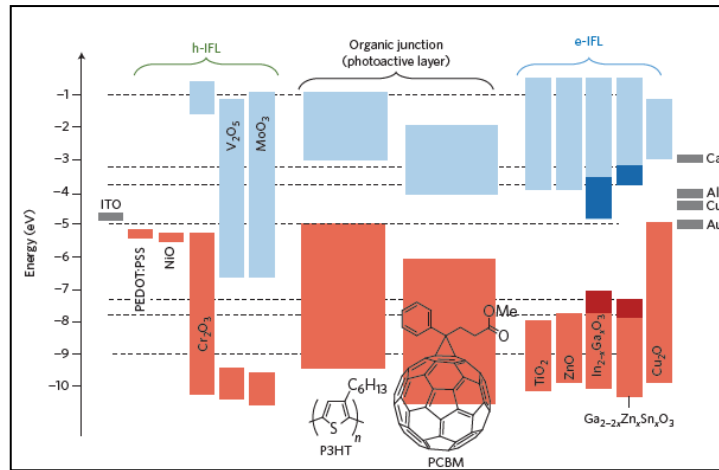 h-IFL
Organic junction
(photoactive layer)
e-IFL
Energy (eV)
−1
−2
−3
−4
−5
−6
−7
−8
−9
−10
ITO
PEDOT:PSS
NiO
Cr₂O₃
V₂O₅
MoO₃
C₆H₁₃
S
n
P3HT
OMe
O
PCBM
TiO₂
ZnO
In₂₋ₓGaₓO₃
Ga₂₋₂ₓZnₓSnₓO₃
Cu₂O
Ca
Al
Cu
Au